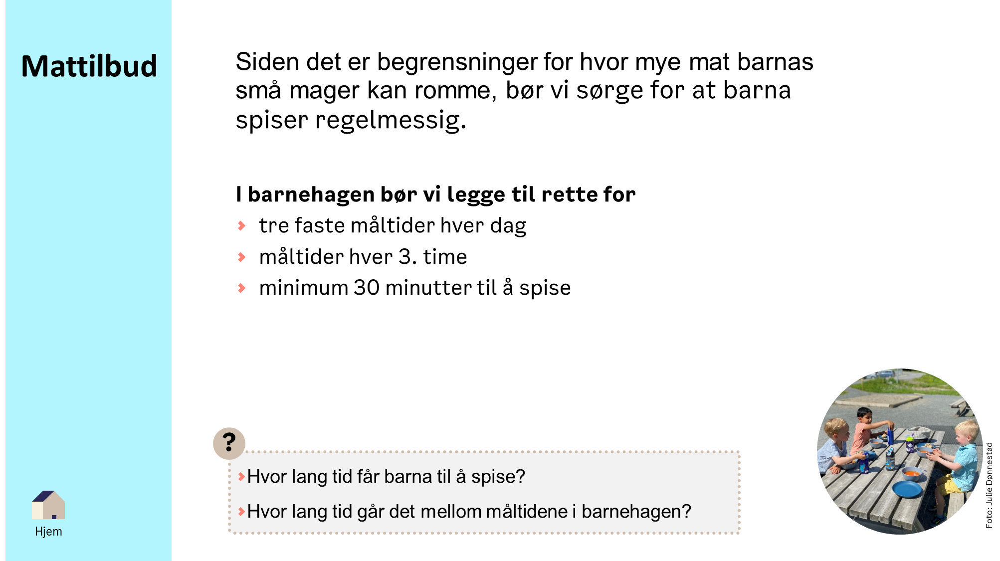 Mattilbud
Siden det er begrensninger for hvor mye mat barnas
små mager kan romme, bør vi sørge for at barna
spiser regelmessig.
I barnehagen bør vi legge til rette for
tre faste måltider hver dag
måltider hver 3. time
minimum 30 minutter til å spise
?
Hvor lang tid får barna til å spise?
Hvor lang tid går det mellom måltidene i barnehagen?
Hjem
Foto: Julie Dønnestad